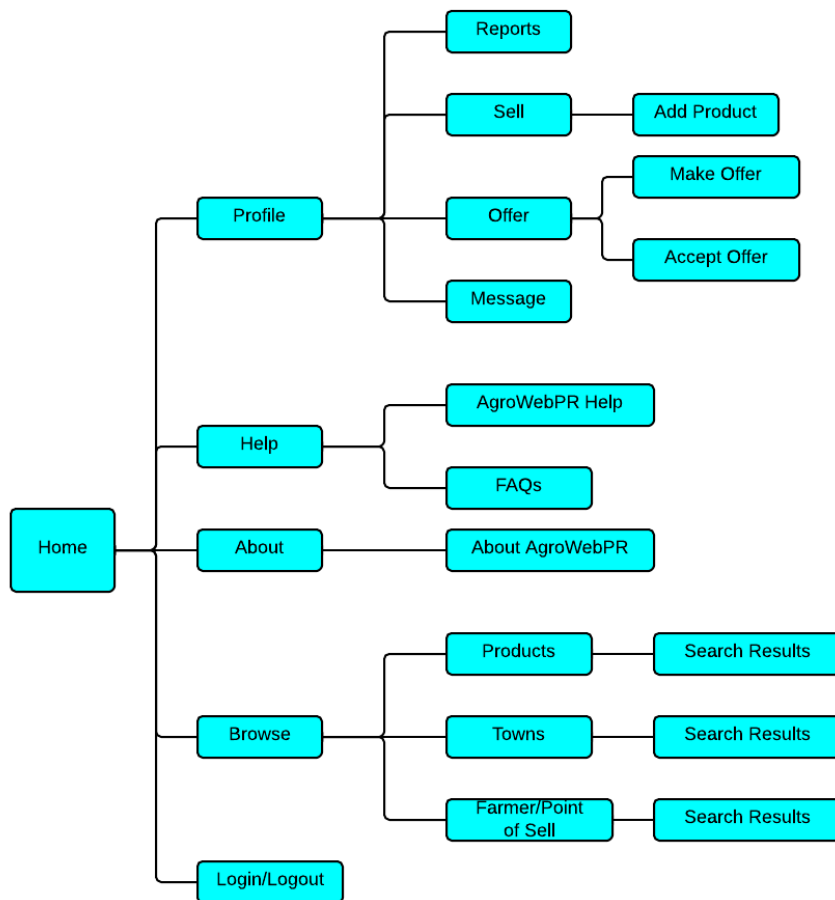 Reports
Sell
Add Product
Make Offer
Profile
Offer
Accept Offer
Message
AgroWebPR Help
Help
FAQs
Home
About
About AgroWebPR
Products
Search Results
Browse
Towns
Search Results
Farmer/Point
of Sell
Search Results
Login/Logout